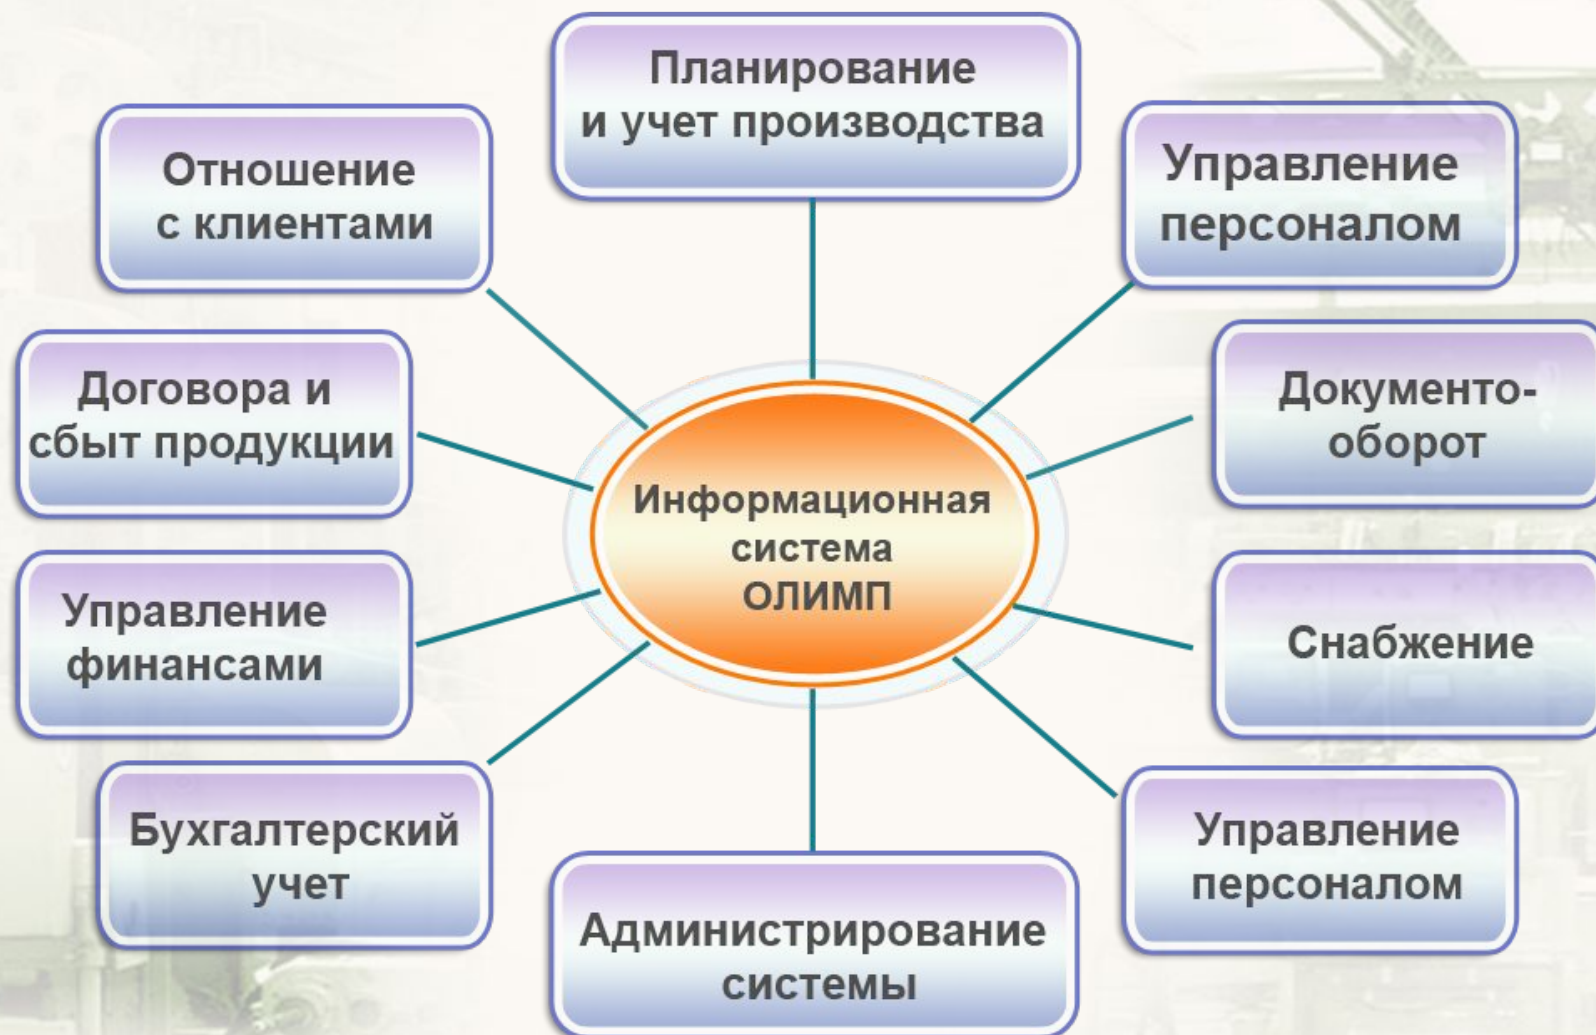 Планирование
и учет производства
Отношение
с клиентами
Управление
персоналом
Договора и
сбыт продукции
Документо-
оборот
Информационная
система
ОЛИМП
Управление
финансами
Снабжение
Бухгалтерский
учет
Управление
персоналом
Администрирование
системы